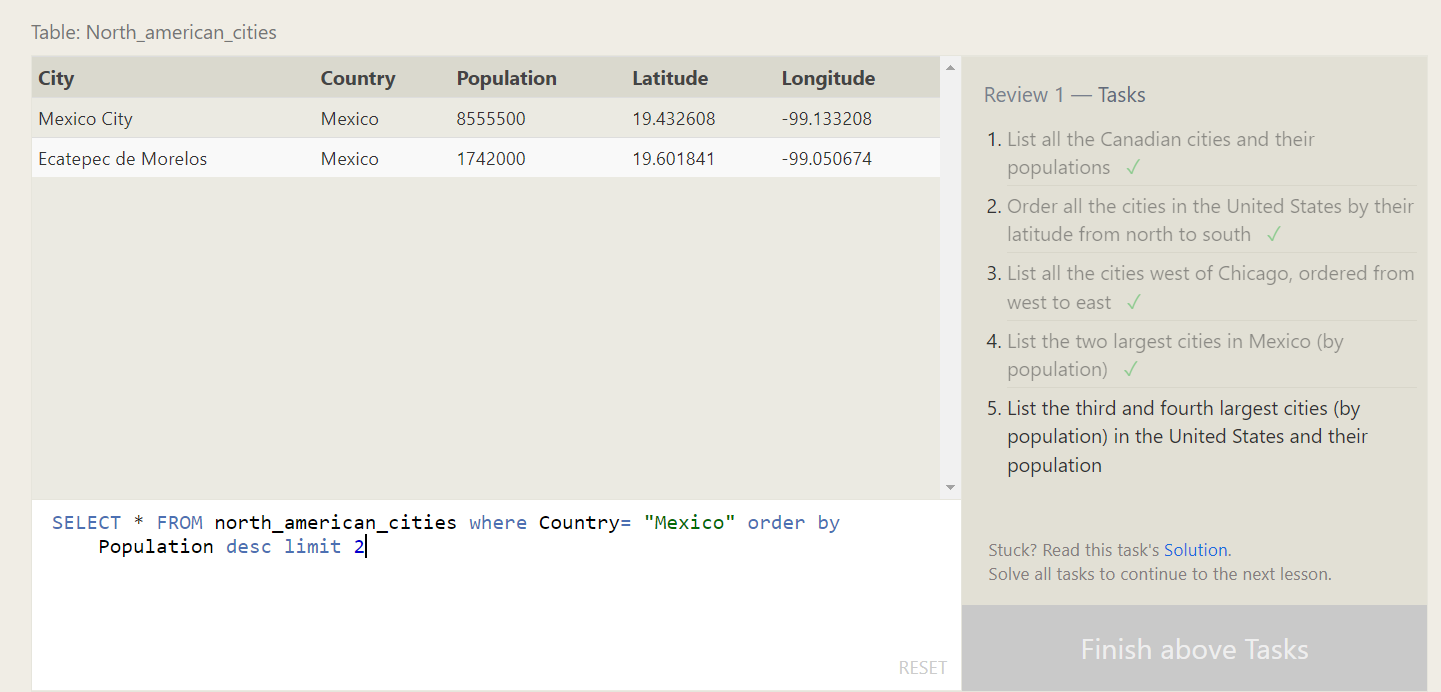 Table: North_american_cities
City Country Population Latitude Longitude
Mexico City Mexico 8555500 19.432608 -99.133208
Ecatepec de Morelos Mexico 1742000 19.601841 -99.050674
SELECT * FROM north_american_cities where Country= "Mexico" order by
Population desc limit 2
RESET
Review 1 — Tasks
1. List all the Canadian cities and their
populations ✓
2. Order all the cities in the United States by their
latitude from north to south ✓
3. List all the cities west of Chicago, ordered from
west to east ✓
4. List the two largest cities in Mexico (by
population) ✓
5. List the third and fourth largest cities (by
population) in the United States and their
population
Stuck? Read this task's Solution.
Solve all tasks to continue to the next lesson.
Finish above Tasks